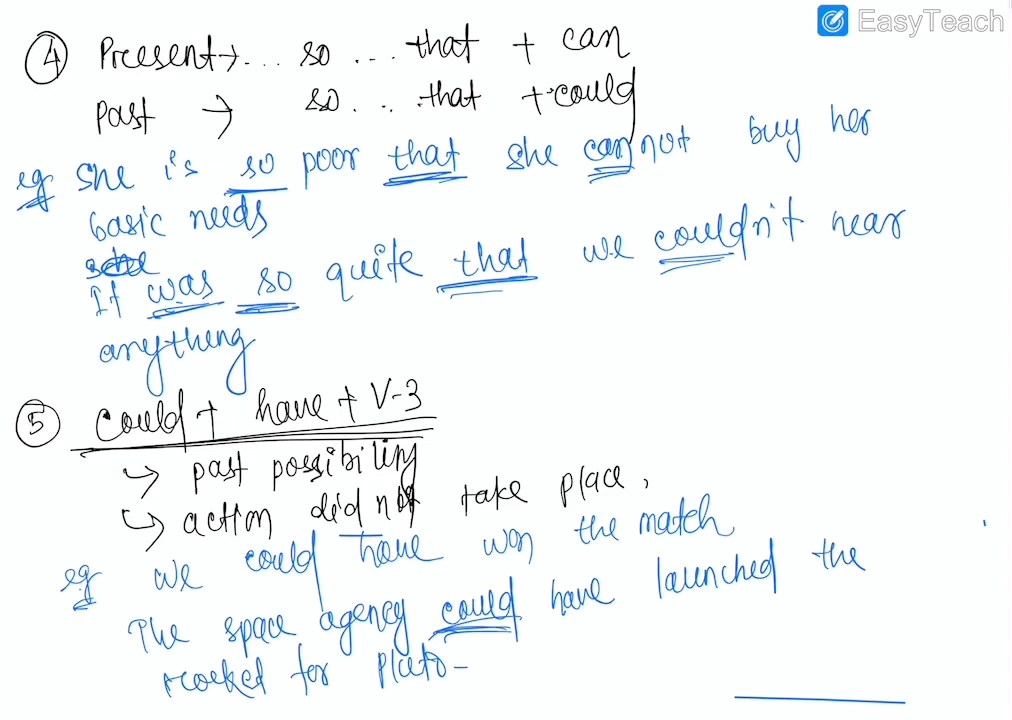 EasyTeach
④ Present → ... so ... that + can
Past → so ... that + could
eg She is so poor that she cannot buy her
basic needs
It was so quite that we couldn't hear
anything
⑤ could + have + V-3
↳ past possibility
↳ action did not take place.
eg We could have won the match
The space agency could have launched the
rocked for Pluto -